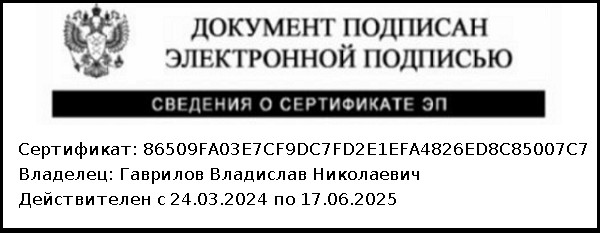 ДОКУМЕНТ ПОДПИСАН
ЭЛЕКТРОННОЙ ПОДПИСЬЮ
СВЕДЕНИЯ О СЕРТИФИКАТЕ ЭП
Сертификат: 86509FA03E7CF9DC7FD2E1EFA4826ED8C85007C7
Владелец: Гаврилов Владислав Николаевич
Действителен с 24.03.2024 по 17.06.2025